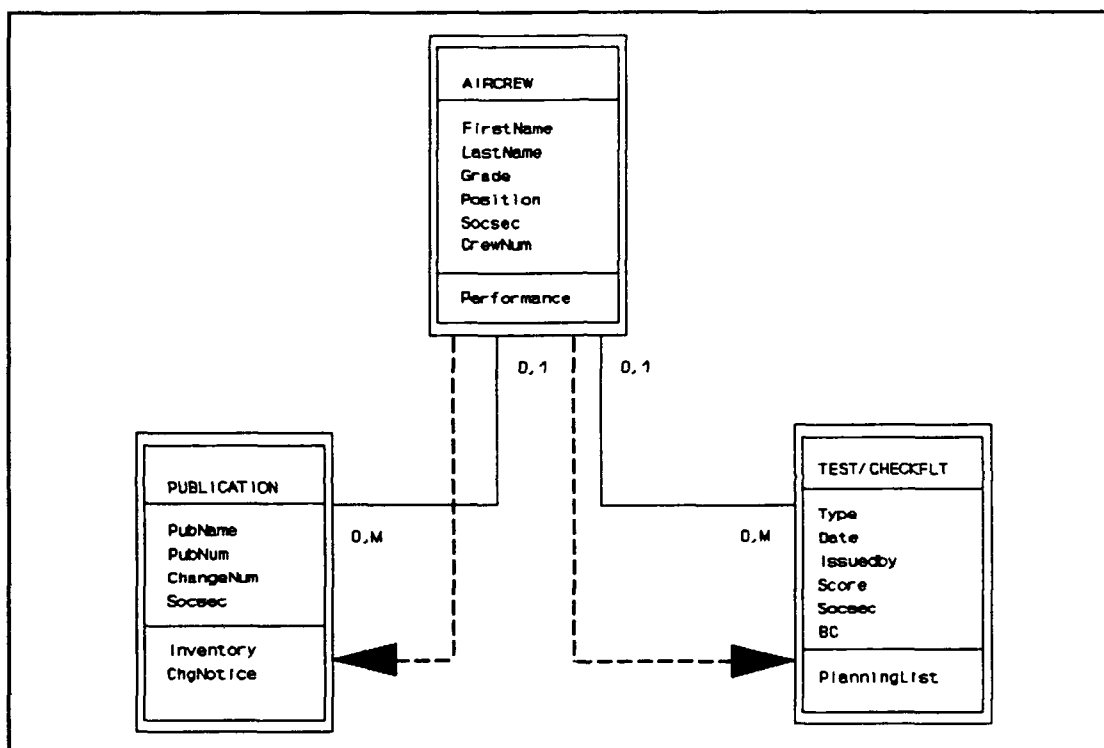 AIRCREW
FirstName
LastName
Grade
Position
Socsec
CrewNum
Performance
0,1
0,1
PUBLICATION
PubName
PubNum
ChangeNum
Socsec
Inventory
ChgNotice
0,M
TEST/CHECKFLT
Type
Date
Issuedby
Score
Socsec
BC
PlanningList
0,M